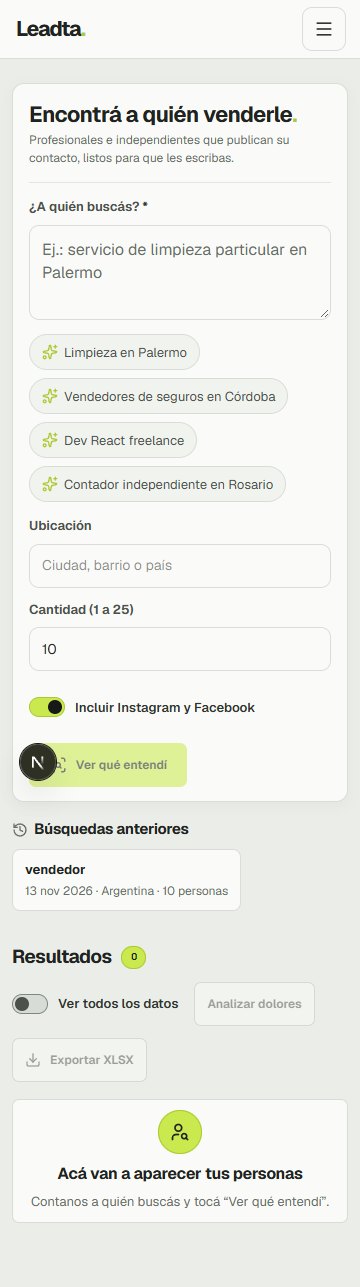 Leadta.
Encontrá a quién venderle.
Profesionales e independientes que publican su
contacto, listos para que les escribas.
¿A quién buscás? *
Ej.: servicio de limpieza particular en
Palermo
Limpieza en Palermo
Vendedores de seguros en Córdoba
Dev React freelance
Contador independiente en Rosario
Ubicación
Ciudad, barrio o país
Cantidad (1 a 25)
10
Incluir Instagram y Facebook
N
Ver qué entendí
Búsquedas anteriores
vendedor
13 nov 2026 · Argentina · 10 personas
Resultados 0
Ver todos los datos
Analizar dolores
Exportar XLSX
Acá van a aparecer tus personas
Contanos a quién buscás y tocá “Ver qué entendí”.